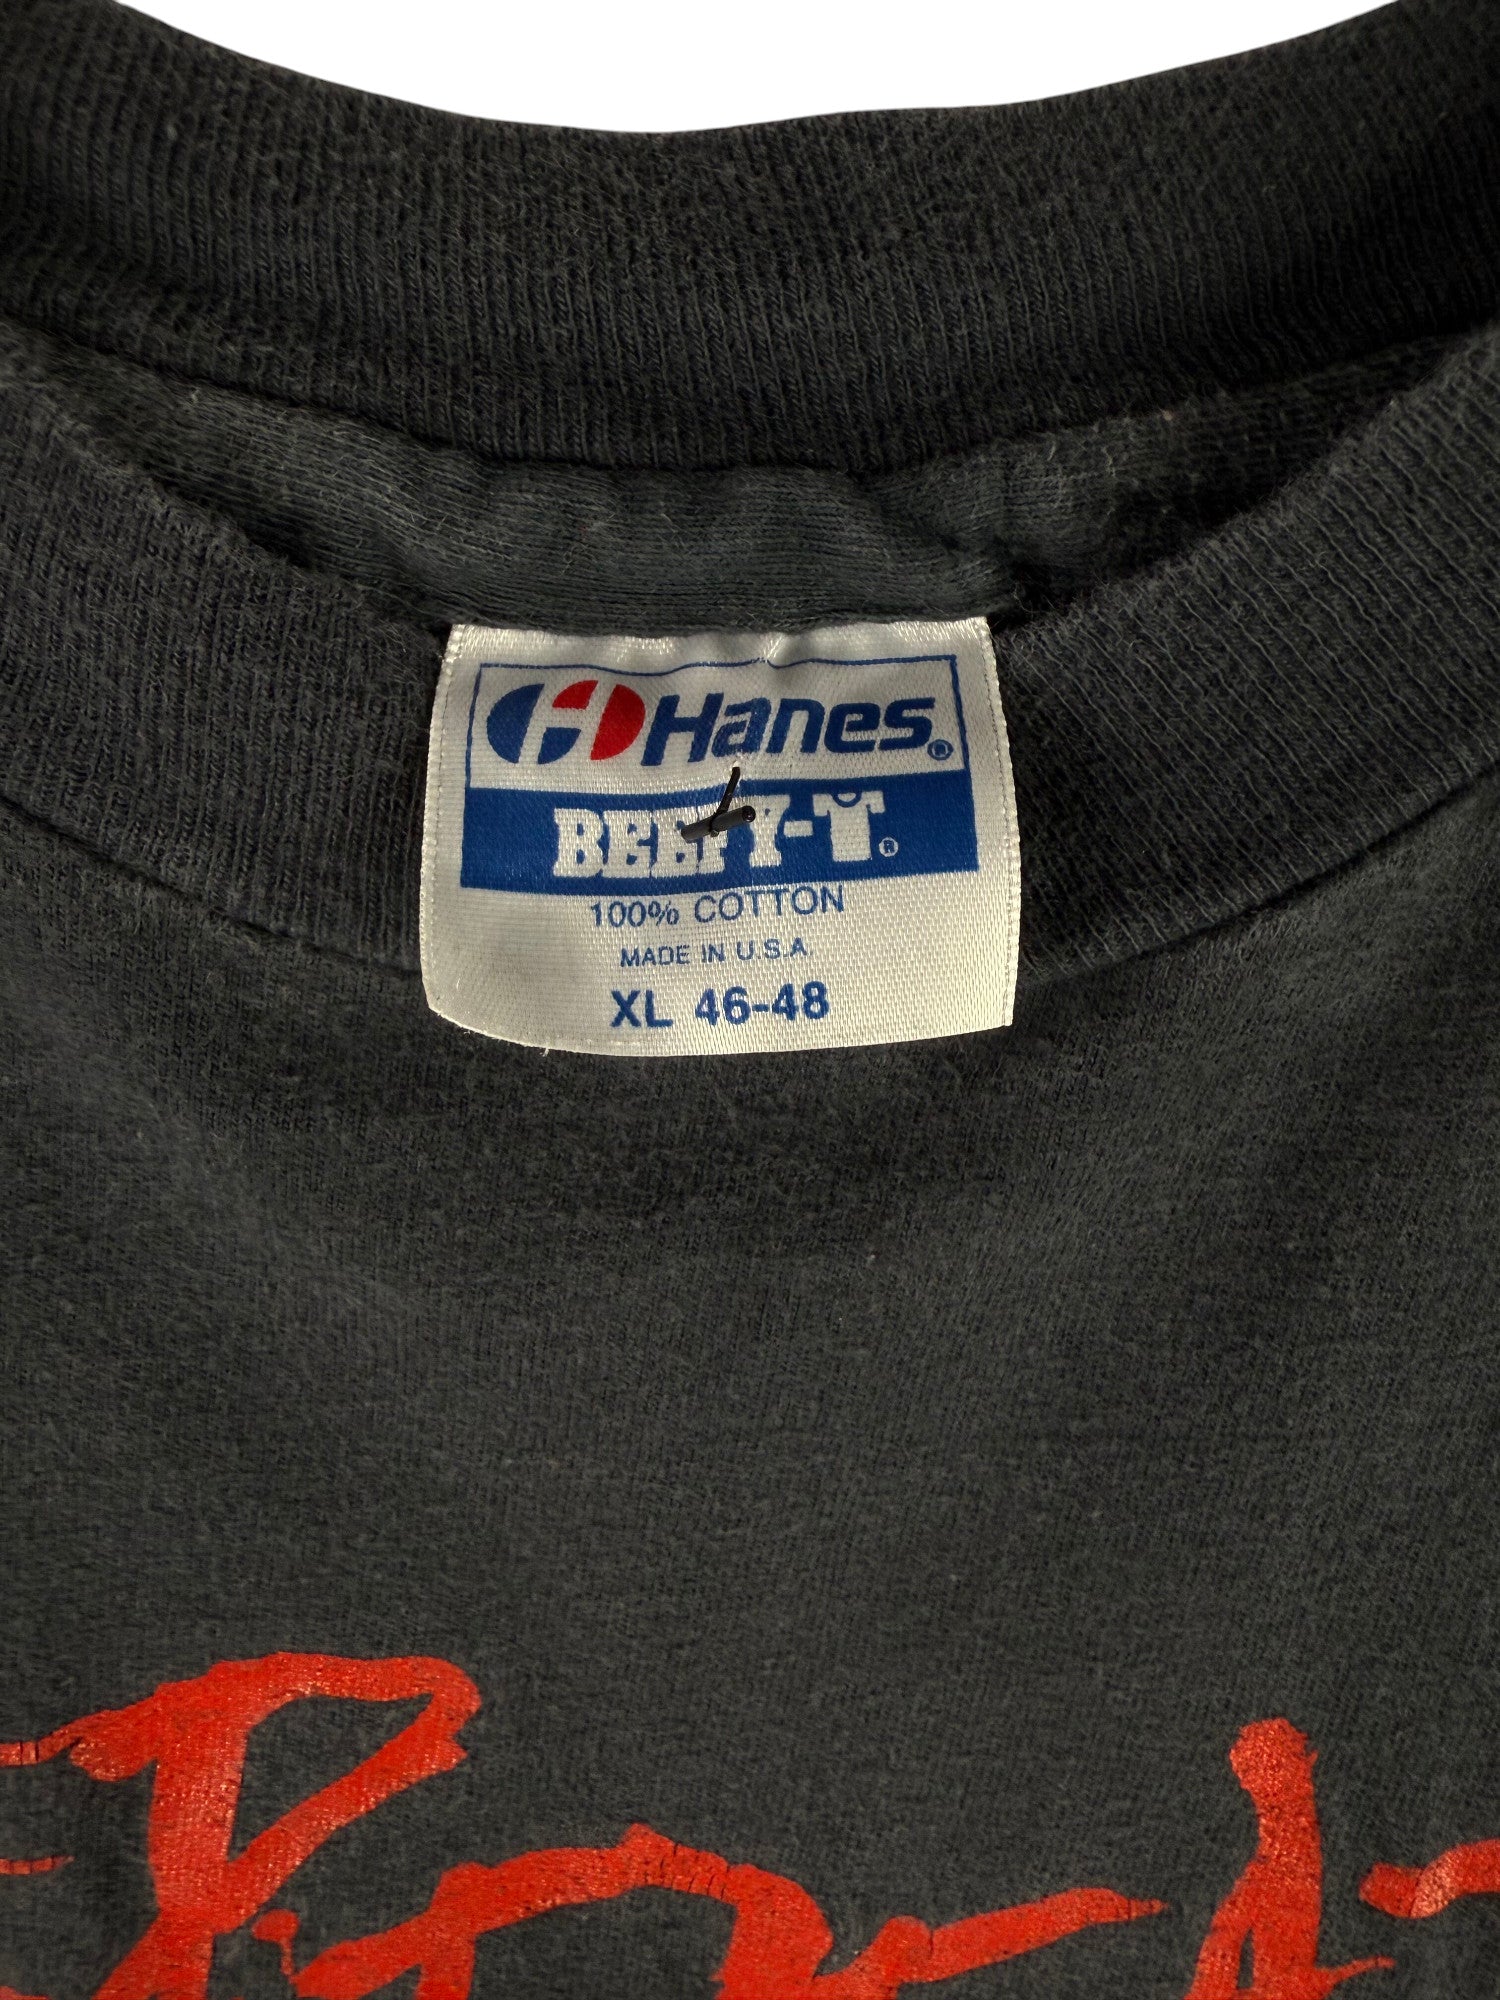 Hanes®
BEEFY-T®
100% COTTON
MADE IN U.S.A.
XL 46-48